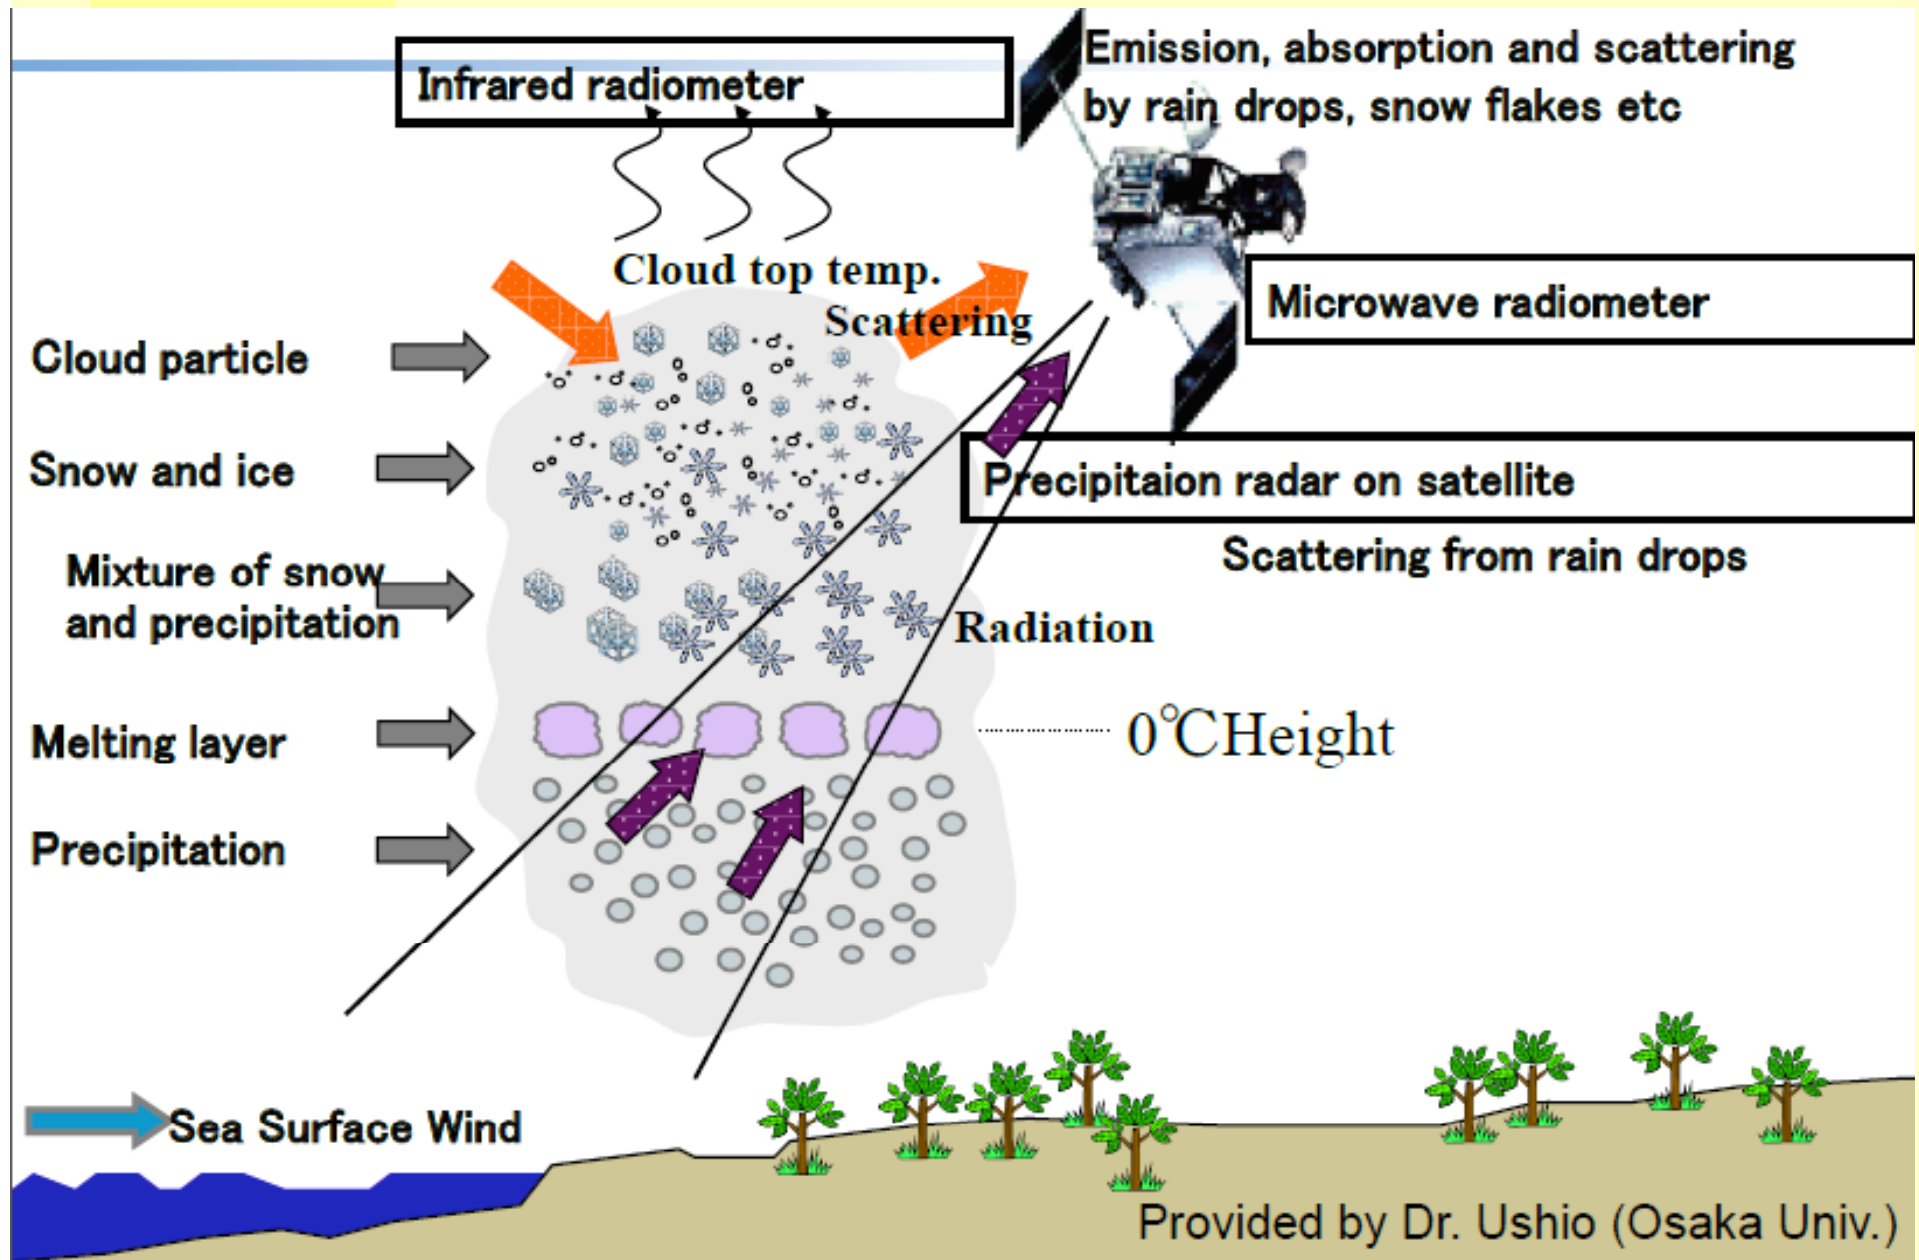 Infrared radiometer
Emission, absorption and scattering
by rain drops, snow flakes etc
Cloud top temp.
Scattering
Microwave radiometer
Cloud particle
Snow and ice
Precipitaion radar on satellite
Scattering from rain drops
Mixture of snow
and precipitation
Radiation
Melting layer
0℃Height
Precipitation
Sea Surface Wind
Provided by Dr. Ushio (Osaka Univ.)